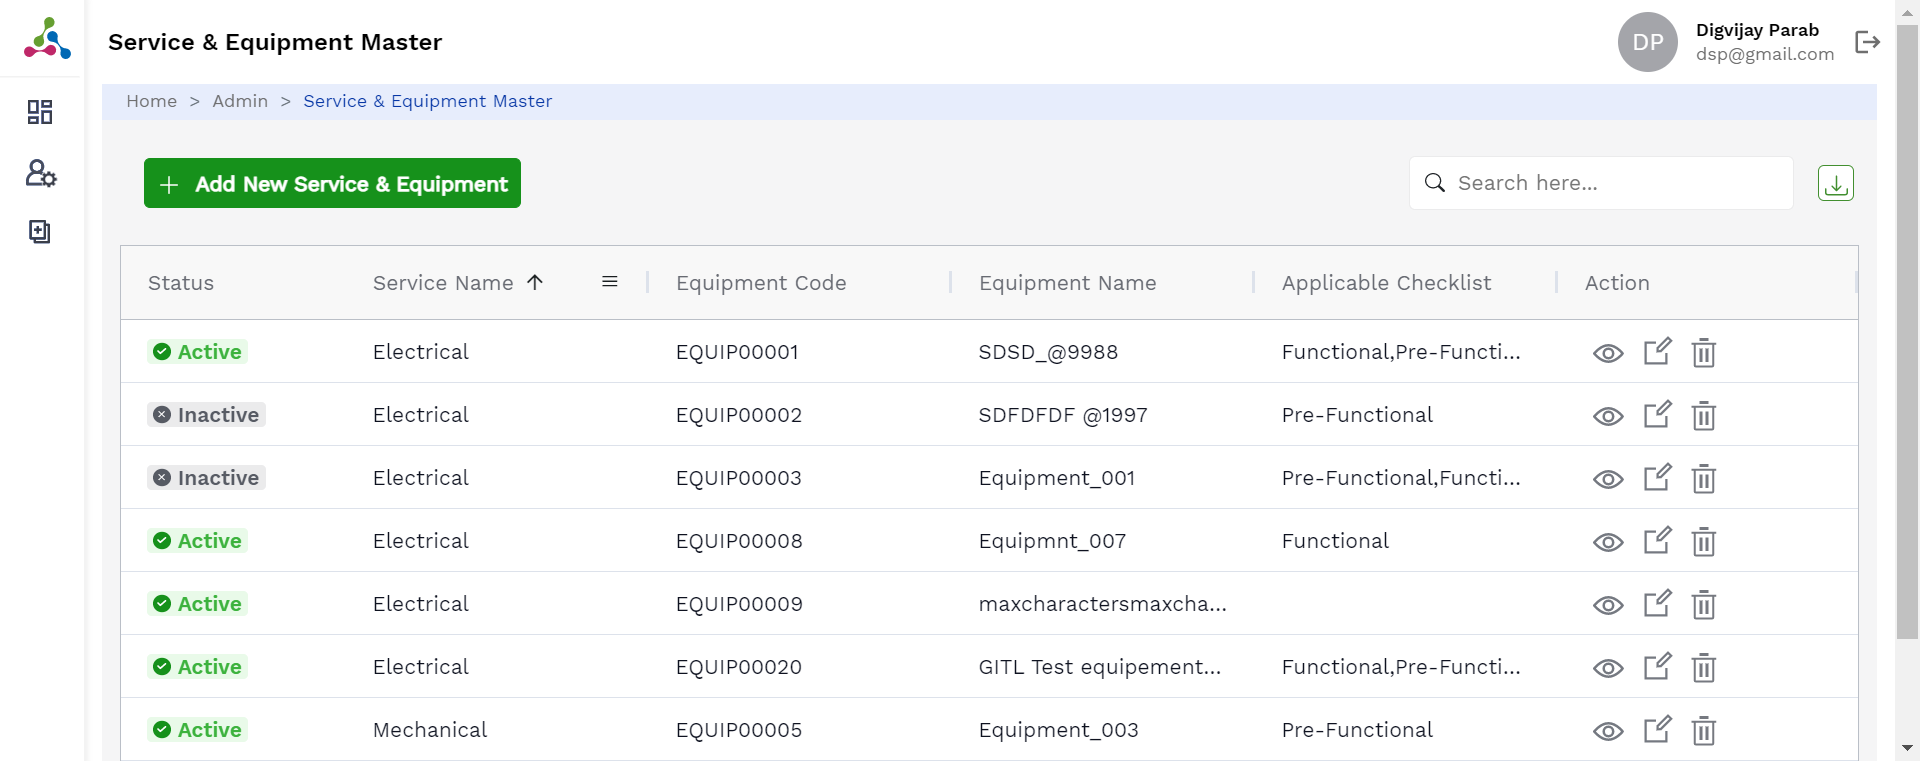 Service & Equipment Master
DP
Digvijay Parab
dsp@gmail.com
Home > Admin > Service & Equipment Master
+ Add New Service & Equipment
Search here...
Status Service Name Equipment Code Equipment Name Applicable Checklist Action
Active Electrical EQUIP00001 SDSD_@9988 Functional,Pre-Functi...
Inactive Electrical EQUIP00002 SDFDFDF @1997 Pre-Functional
Inactive Electrical EQUIP00003 Equipment_001 Pre-Functional,Functi...
Active Electrical EQUIP00008 Equipmnt_007 Functional
Active Electrical EQUIP00009 maxcharactersmaxcha...
Active Electrical EQUIP00020 GITL Test equipement... Functional,Pre-Functi...
Active Mechanical EQUIP00005 Equipment_003 Pre-Functional